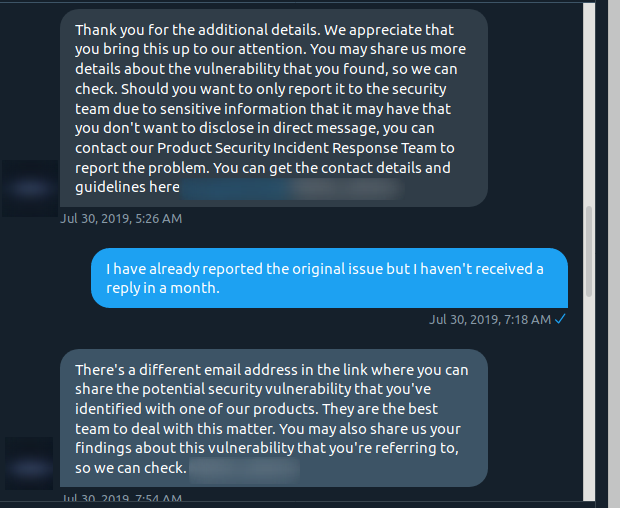 Thank you for the additional details. We appreciate that
you bring this up to our attention. You may share us more
details about the vulnerability that you found, so we can
check. Should you want to only report it to the security
team due to sensitive information that it may have that
you don't want to disclose in direct message, you can
contact our Product Security Incident Response Team to
report the problem. You can get the contact details and
guidelines here
Jul 30, 2019, 5:26 AM
I have already reported the original issue but I haven't received a
reply in a month.
Jul 30, 2019, 7:18 AM
There's a different email address in the link where you can
share the potential security vulnerability that you've
identified with one of our products. They are the best
team to deal with this matter. You may also share us your
findings about this vulnerability that you're referring to,
so we can check.
Jul 30, 2019, 7:54 AM